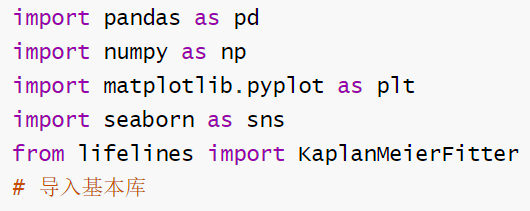 import pandas as pd
import numpy as np
import matplotlib.pyplot as plt
import seaborn as sns
from lifelines import KaplanMeierFitter
# 导入基本库